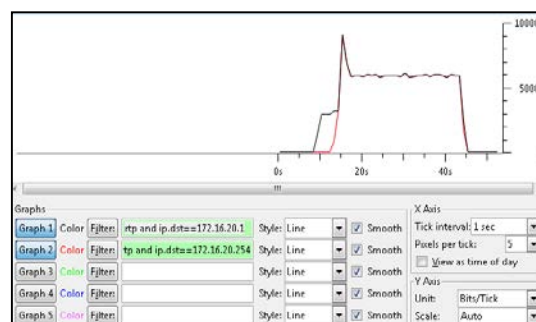 10000
5000
0
0s 20s 40s
Graphs
X Axis
Graph 1 Color Filter: rtp and ip.dst==172.16.20.1 Style: Line Smooth
Tick interval: 1 sec
Graph 2 Color Filter: tp and ip.dst==172.16.20.254 Style: Line Smooth
Pixels per tick: 5
Graph 3 Color Filter: Style: Line Smooth
View as time of day
Graph 4 Color Filter: Style: Line Smooth
Y Axis
Unit: Bits/Tick
Graph 5 Color Filter: Style: Line Smooth
Scale: Auto